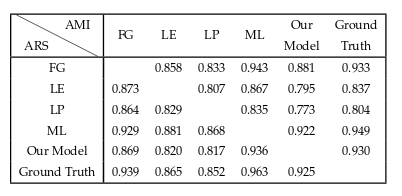 AMI
ARS
FG LE LP ML Our Model Ground Truth
FG 0.858 0.833 0.943 0.881 0.933
LE 0.873 0.807 0.867 0.795 0.837
LP 0.864 0.829 0.835 0.773 0.804
ML 0.929 0.881 0.868 0.922 0.949
Our Model 0.869 0.820 0.817 0.936 0.930
Ground Truth 0.939 0.865 0.852 0.963 0.925